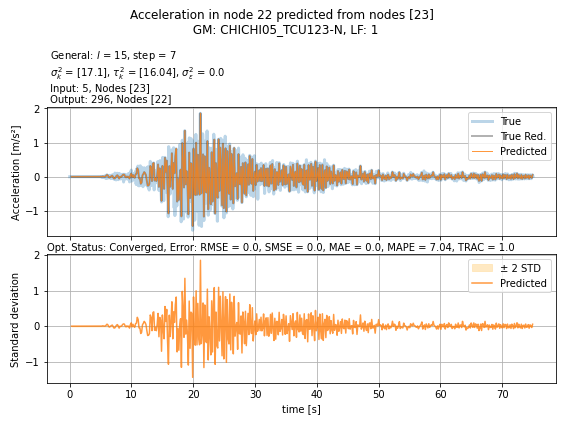 Acceleration in node 22 predicted from nodes [23]
GM: CHICHI05_TCU123-N, LF: 1
General: l = 15, step = 7
σ²ₖ = [17.1], τ²ₖ = [16.04], σ²ε = 0.0
Input: 5, Nodes [23]
Output: 296, Nodes [22]
Acceleration [m/s²]
2
1
0
−1
True
True Red.
Predicted
Opt. Status: Converged, Error: RMSE = 0.0, SMSE = 0.0, MAE = 0.0, MAPE = 7.04, TRAC = 1.0
Standard deviation
2
1
0
−1
± 2 STD
Predicted
0 10 20 30 40 50 60 70
time [s]